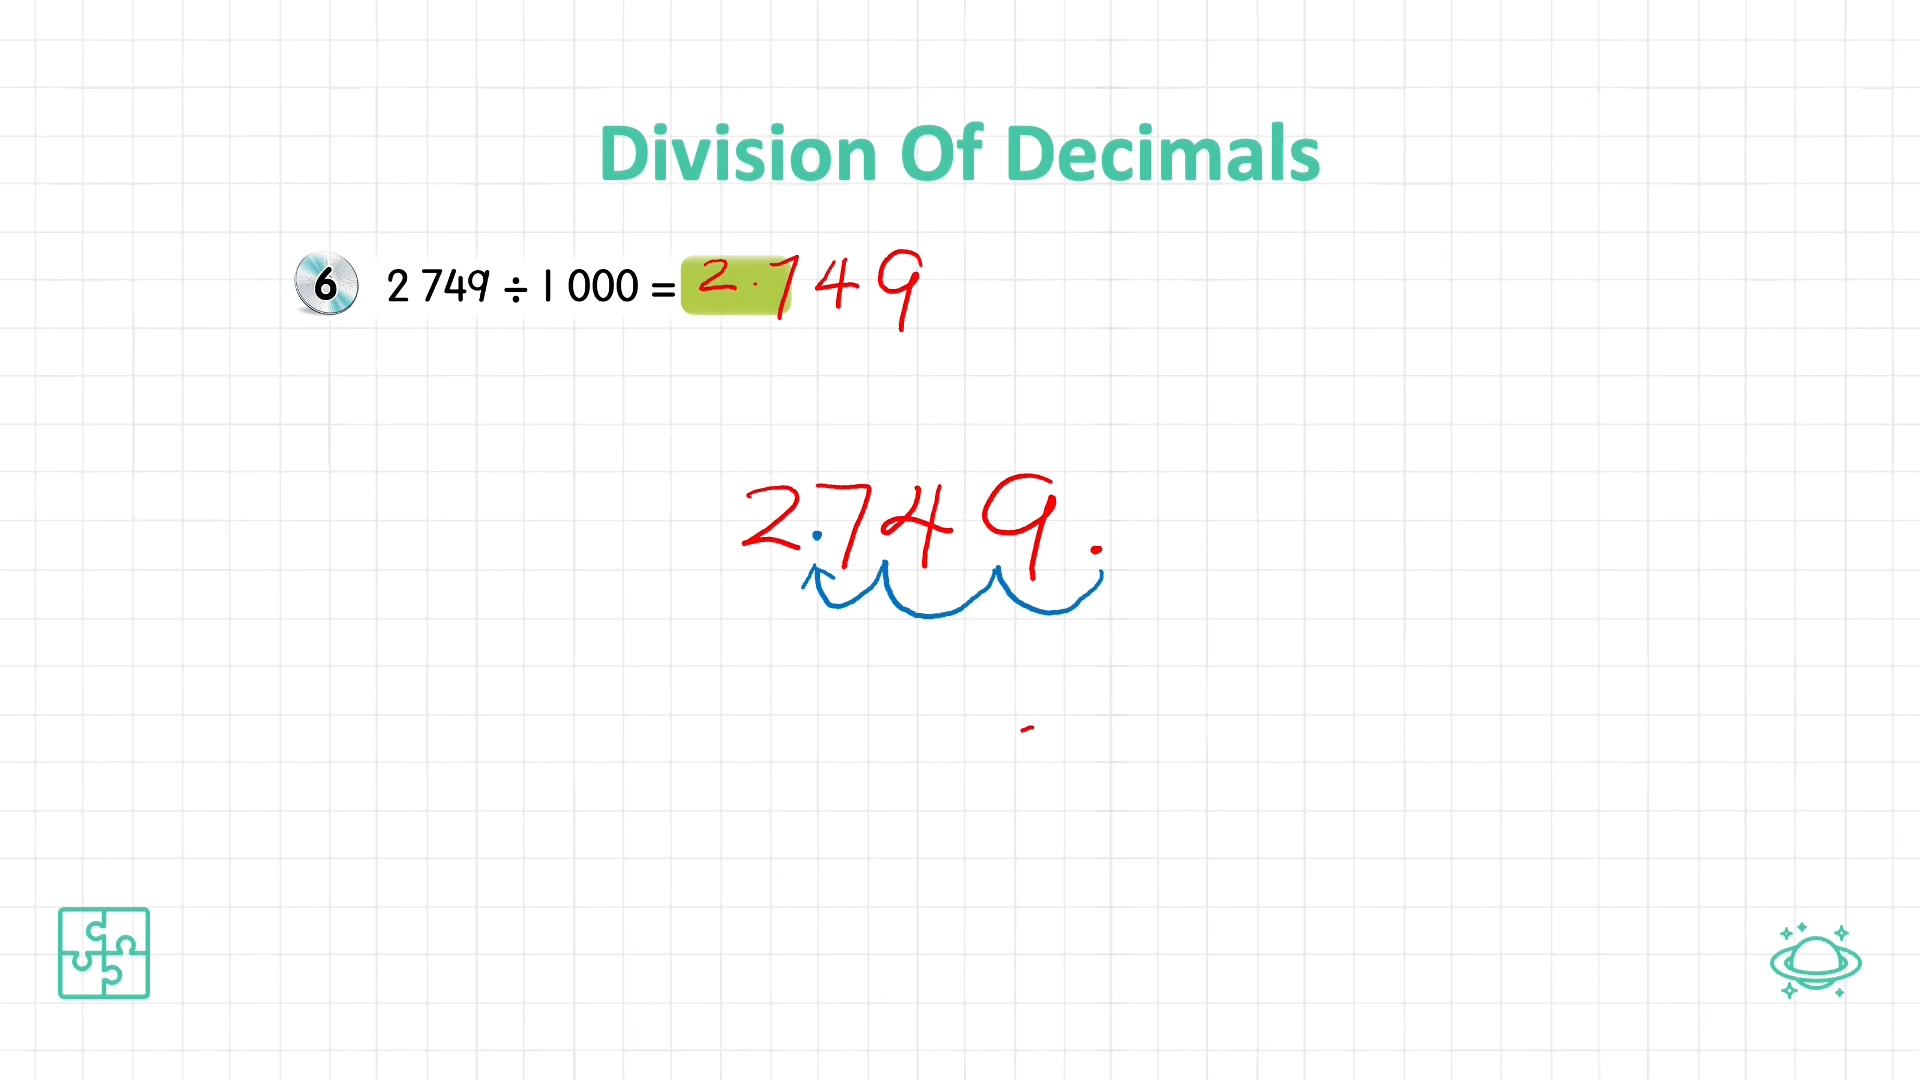 Division Of Decimals
6 2 749 ÷ 1 000 = 2.749
2.749.